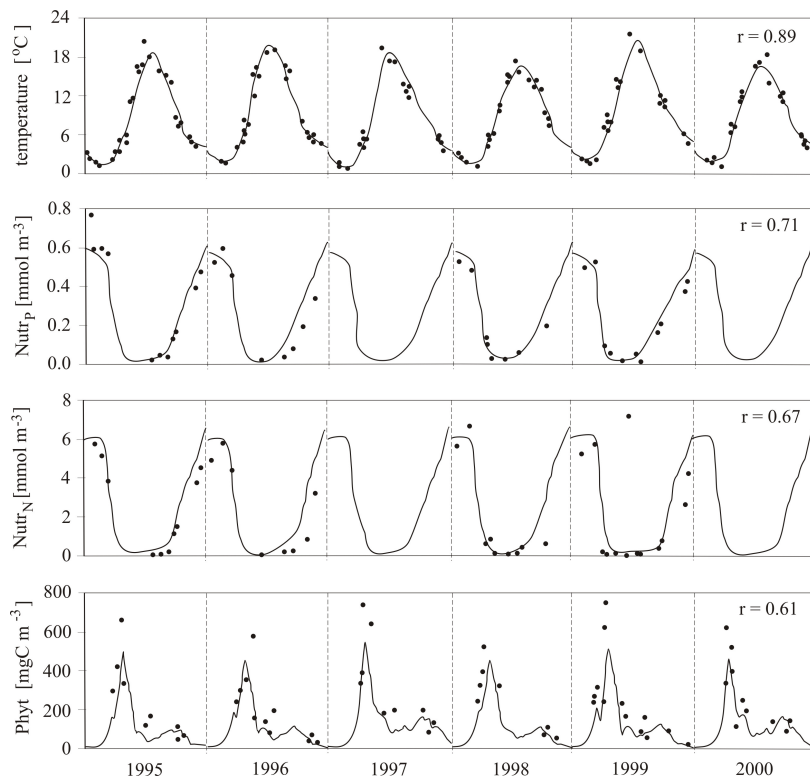 temperature [°C]
24
18
12
6
0
r = 0.89
Nutr_P [mmol m⁻³]
0.8
0.6
0.4
0.2
0.0
r = 0.71
Nutr_N [mmol m⁻³]
8
6
4
2
0
r = 0.67
Phyt [mgC m⁻³]
800
600
400
200
0
r = 0.61
1995 1996 1997 1998 1999 2000